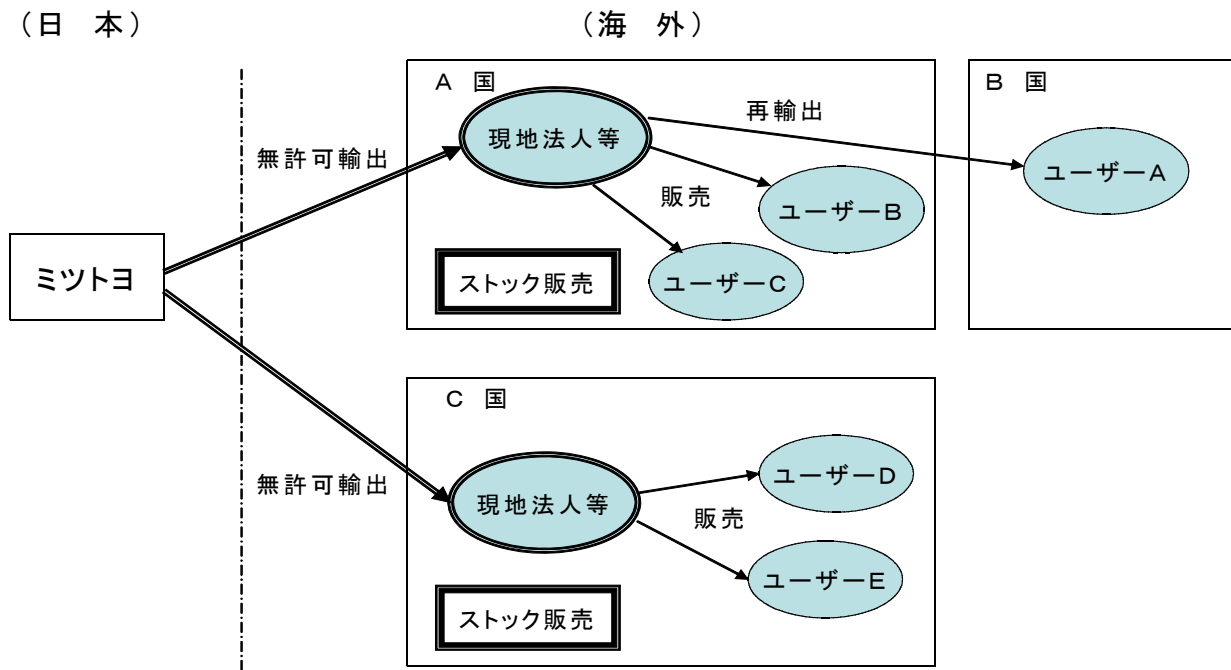 （日　本）
（海　外）
A　国
B　国
現地法人等
再輸出
ユーザーA
無許可輸出
販売
ユーザーB
ミツトヨ
ストック販売
ユーザーC
C　国
無許可輸出
現地法人等
ユーザーD
販売
ユーザーE
ストック販売